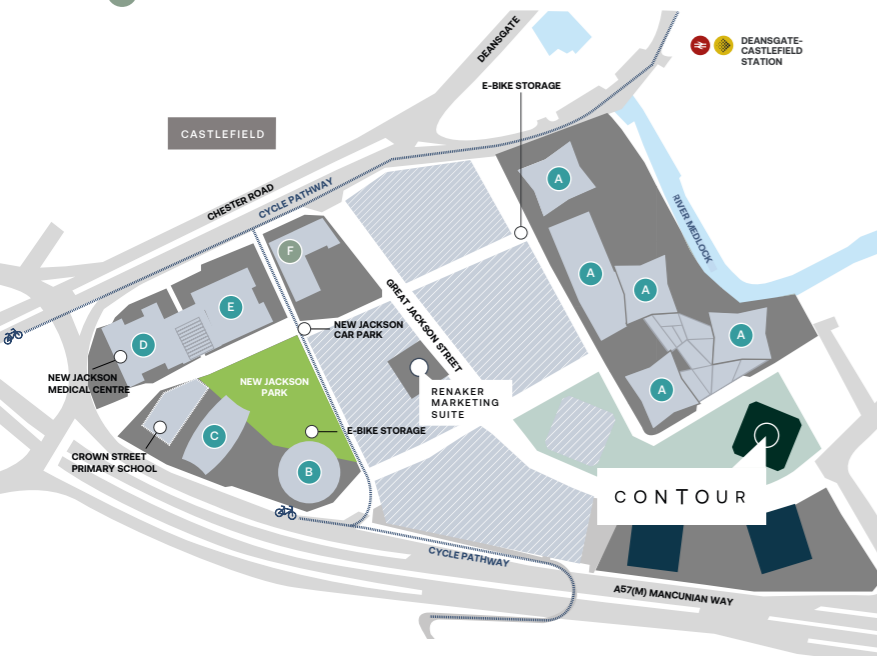 DEANSGATE
DEANSGATE-
CASTLEFIELD
STATION
E-BIKE STORAGE
CASTLEFIELD
CHESTER ROAD
CYCLE PATHWAY
A
RIVER MEDLOCK
F
A
A
GREAT JACKSON STREET
E
NEW JACKSON
CAR PARK
A
D
NEW JACKSON
MEDICAL CENTRE
NEW JACKSON
PARK
RENAKER
MARKETING
SUITE
A
E-BIKE STORAGE
C
CROWN STREET
PRIMARY SCHOOL
B
CONTOUR
CYCLE PATHWAY
A57(M) MANCUNIAN WAY